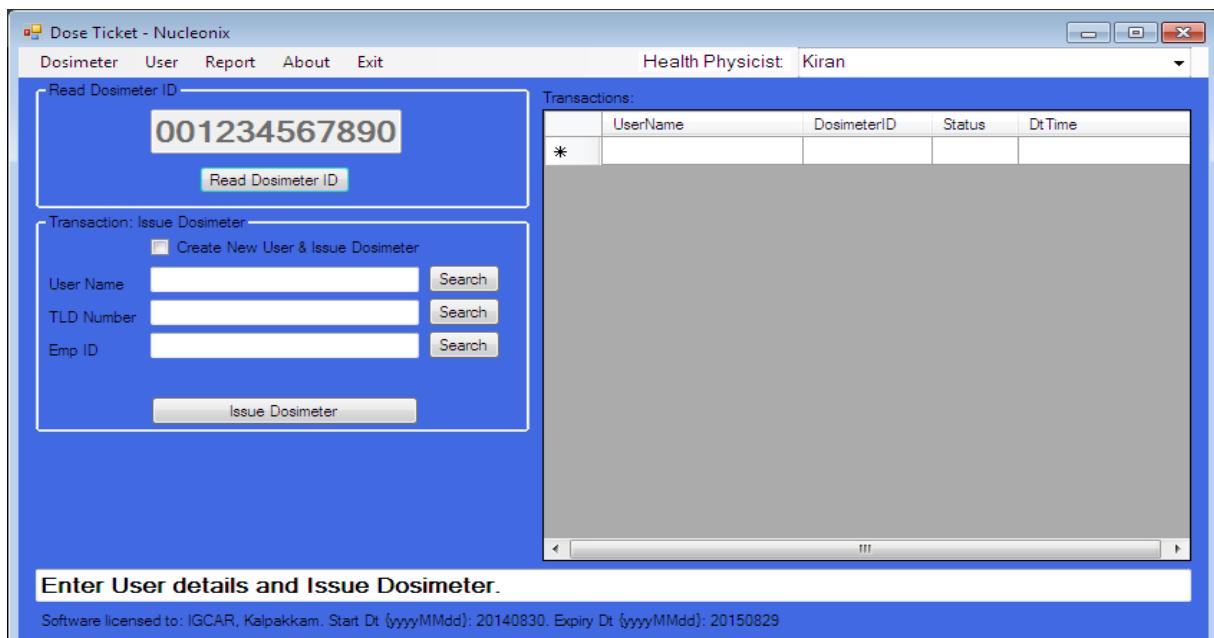 Dose Ticket - Nucleonix
Dosimeter User Report About Exit Health Physicist: Kiran
Read Dosimeter ID
001234567890
Read Dosimeter ID
Transaction: Issue Dosimeter
Create New User & Issue Dosimeter
User Name Search
TLD Number Search
Emp ID Search
Issue Dosimeter
Transactions:
UserName DosimeterID Status DtTime
Enter User details and Issue Dosimeter.
Software licensed to: IGCAR, Kalpakkam. Start Dt {yyyyMMdd}: 20140830. Expiry Dt {yyyyMMdd}: 20150829